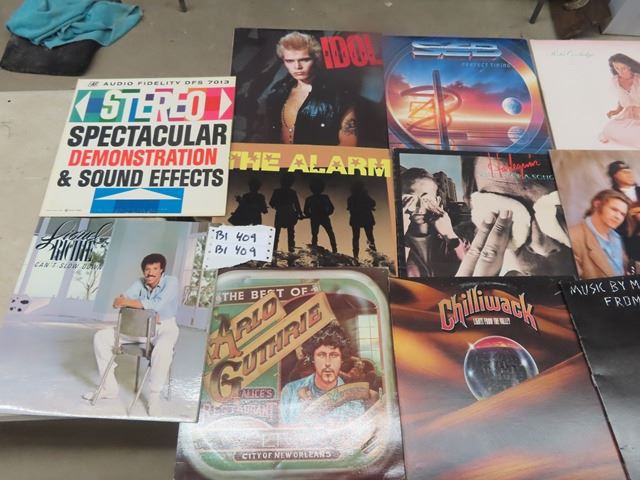 AUDIO FIDELITY DFS 7013
STEREO
SPECTACULAR
DEMONSTRATION
& SOUND EFFECTS
IDOL
SEB
PERFECT TIMING
THE ALARM
Harlequin
A SONG
Lionel
RICHIE
CAN'T SLOW DOWN
B1 409
B1 409
THE BEST OF
ARLO
GUTHRIE
ALICE'S
RESTAURANT
CITY OF NEW ORLEANS
Chilliwack
LIGHTS FROM THE VALLEY
MUSIC BY M
FROM